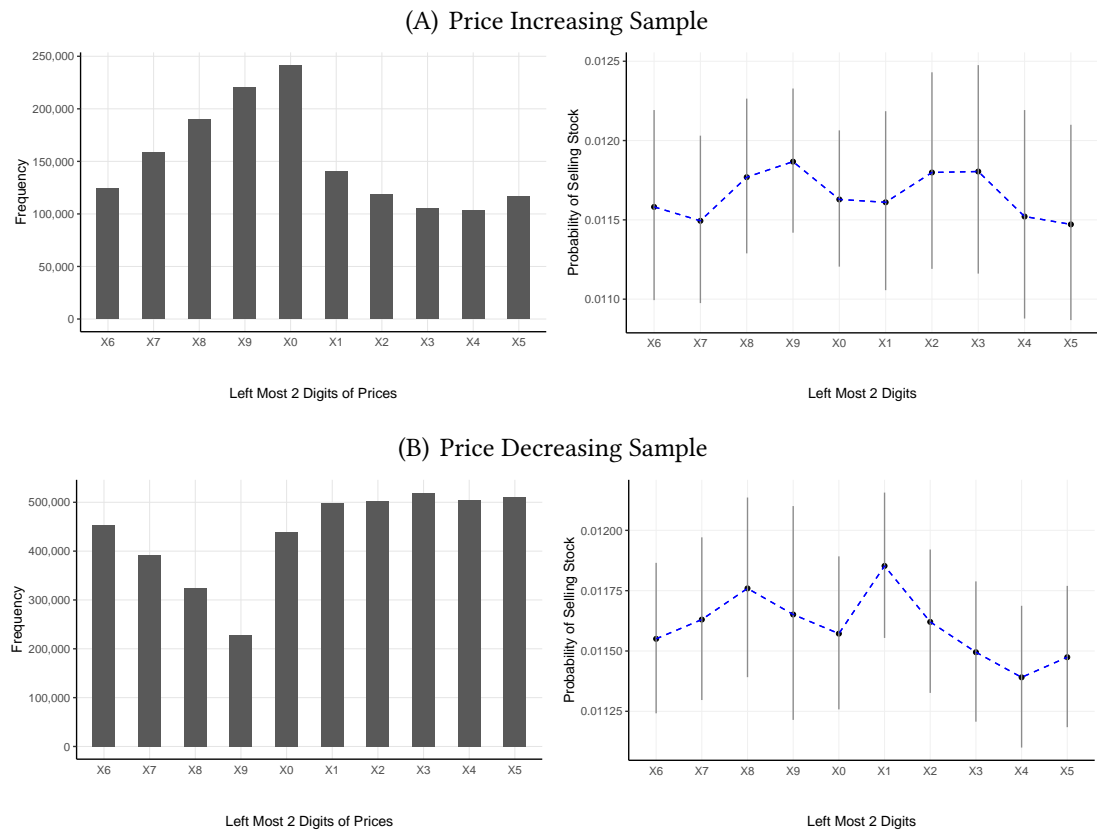 (A) Price Increasing Sample
250,000
200,000
150,000
100,000
50,000
0
Frequency
X6 X7 X8 X9 X0 X1 X2 X3 X4 X5
Left Most 2 Digits of Prices
0.0125
0.0120
0.0115
0.0110
Probability of Selling Stock
X6 X7 X8 X9 X0 X1 X2 X3 X4 X5
Left Most 2 Digits
(B) Price Decreasing Sample
500,000
400,000
300,000
200,000
100,000
0
Frequency
X6 X7 X8 X9 X0 X1 X2 X3 X4 X5
Left Most 2 Digits of Prices
0.01200
0.01175
0.01150
0.01125
Probability of Selling Stock
X6 X7 X8 X9 X0 X1 X2 X3 X4 X5
Left Most 2 Digits